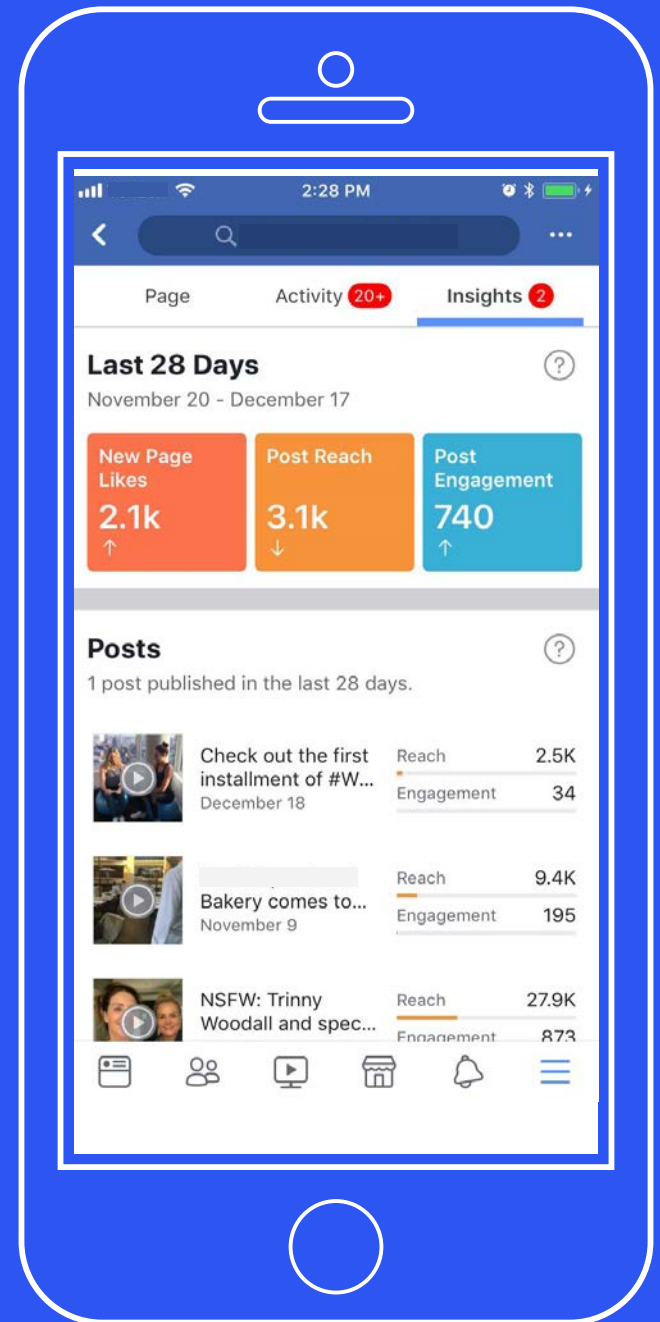 2:28 PM
Page Activity 20+ Insights 2
Last 28 Days
November 20 - December 17
New Page
Likes
2.1k
↑
Post Reach
3.1k
↓
Post
Engagement
740
↑
Posts
1 post published in the last 28 days.
Check out the first
installment of #W...
December 18
Reach 2.5K
Engagement 34
Bakery comes to...
November 9
Reach 9.4K
Engagement 195
NSFW: Trinny
Woodall and spec...
Reach 27.9K
Engagement 873